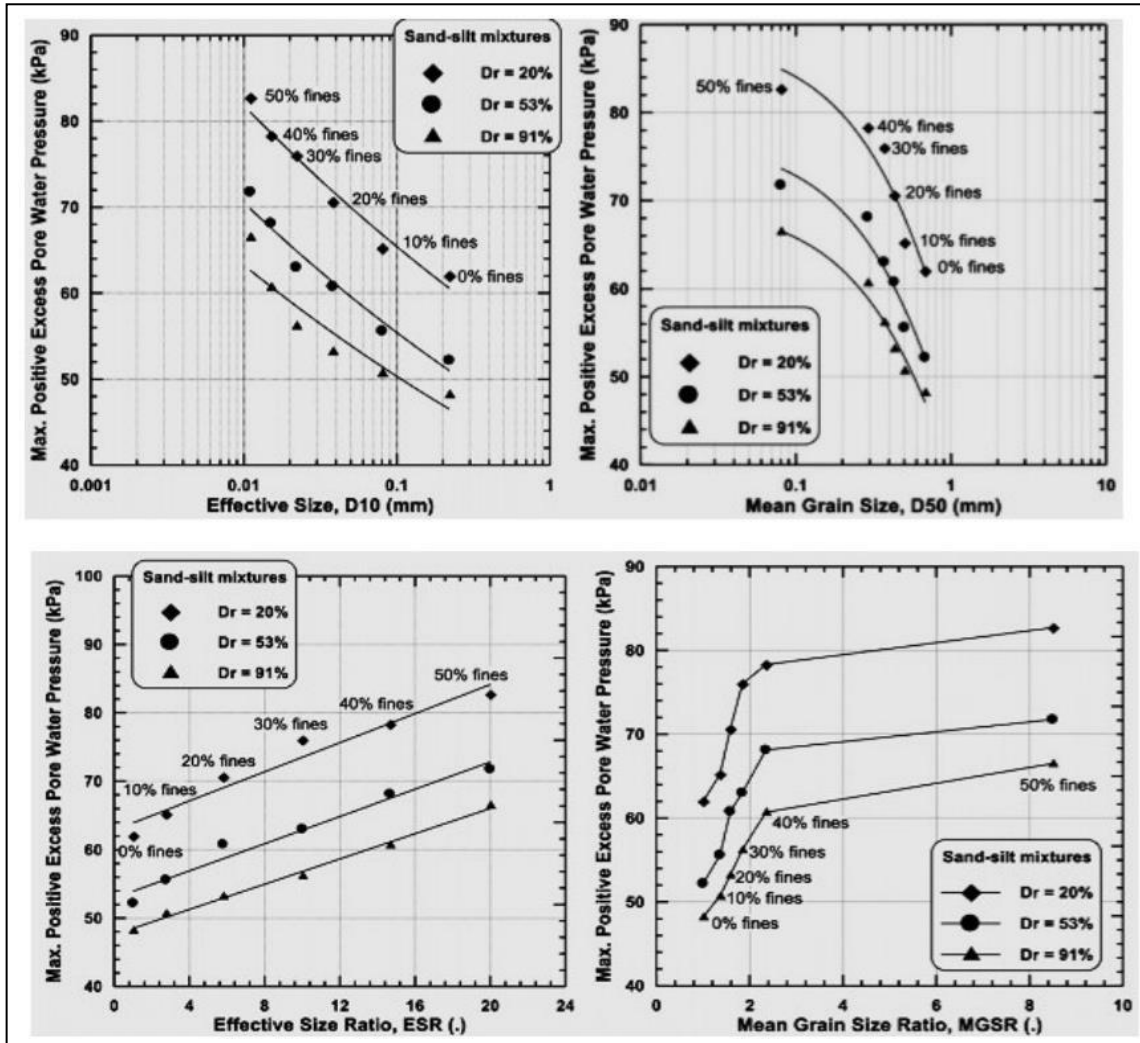 Max. Positive Excess Pore Water Pressure (kPa)
90
80
70
60
50
40
0.001
0.01
0.1
1
Effective Size, D10 (mm)
Sand-silt mixtures
Dr = 20%
Dr = 53%
Dr = 91%
50% fines
40% fines
30% fines
20% fines
10% fines
0% fines
Max. Positive Excess Pore Water Pressure (kPa)
90
80
70
60
50
40
0.01
0.1
1
10
Mean Grain Size, D50 (mm)
50% fines
40% fines
30% fines
20% fines
10% fines
0% fines
Sand-silt mixtures
Dr = 20%
Dr = 53%
Dr = 91%
Max. Positive Excess Pore Water Pressure (kPa)
100
90
80
70
60
50
40
0
4
8
12
16
20
24
Effective Size Ratio, ESR (.)
Sand-silt mixtures
Dr = 20%
Dr = 53%
Dr = 91%
50% fines
40% fines
30% fines
20% fines
10% fines
0% fines
Max. Positive Excess Pore Water Pressure (kPa)
90
80
70
60
50
40
0
2
4
6
8
10
Mean Grain Size Ratio, MGSR (.)
50% fines
40% fines
30% fines
20% fines
10% fines
0% fines
Sand-silt mixtures
Dr = 20%
Dr = 53%
Dr = 91%